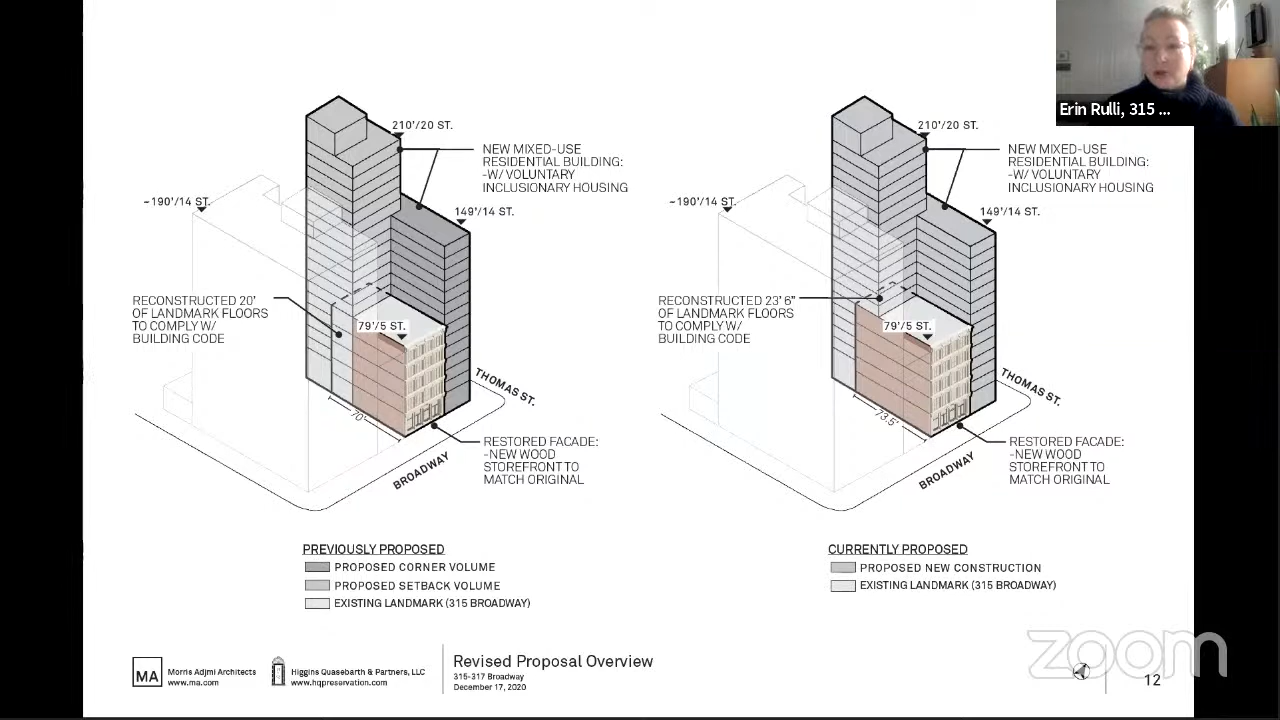 Erin Rulli, 315 ...
210'/20 ST.
NEW MIXED-USE
RESIDENTIAL BUILDING:
-W/ VOLUNTARY
INCLUSIONARY HOUSING
~190'/14 ST.
149'/14 ST.
RECONSTRUCTED 20'
OF LANDMARK FLOORS
TO COMPLY W/
BUILDING CODE
79'/5 ST.
THOMAS ST.
70'
BROADWAY
RESTORED FACADE:
-NEW WOOD
STOREFRONT TO
MATCH ORIGINAL
PREVIOUSLY PROPOSED
PROPOSED CORNER VOLUME
PROPOSED SETBACK VOLUME
EXISTING LANDMARK (315 BROADWAY)
210'/20 ST.
NEW MIXED-USE
RESIDENTIAL BUILDING:
-W/ VOLUNTARY
INCLUSIONARY HOUSING
~190'/14 ST.
149'/14 ST.
RECONSTRUCTED 23' 6"
OF LANDMARK FLOORS
TO COMPLY W/
BUILDING CODE
79'/5 ST.
THOMAS ST.
73.5'
BROADWAY
RESTORED FACADE:
-NEW WOOD
STOREFRONT TO
MATCH ORIGINAL
CURRENTLY PROPOSED
PROPOSED NEW CONSTRUCTION
EXISTING LANDMARK (315 BROADWAY)
MA
Morris Adjmi Architects
www.ma.com
Higgins Quasebarth & Partners, LLC
www.hqpreservation.com
Revised Proposal Overview
315-317 Broadway
December 17, 2020
zoom
12